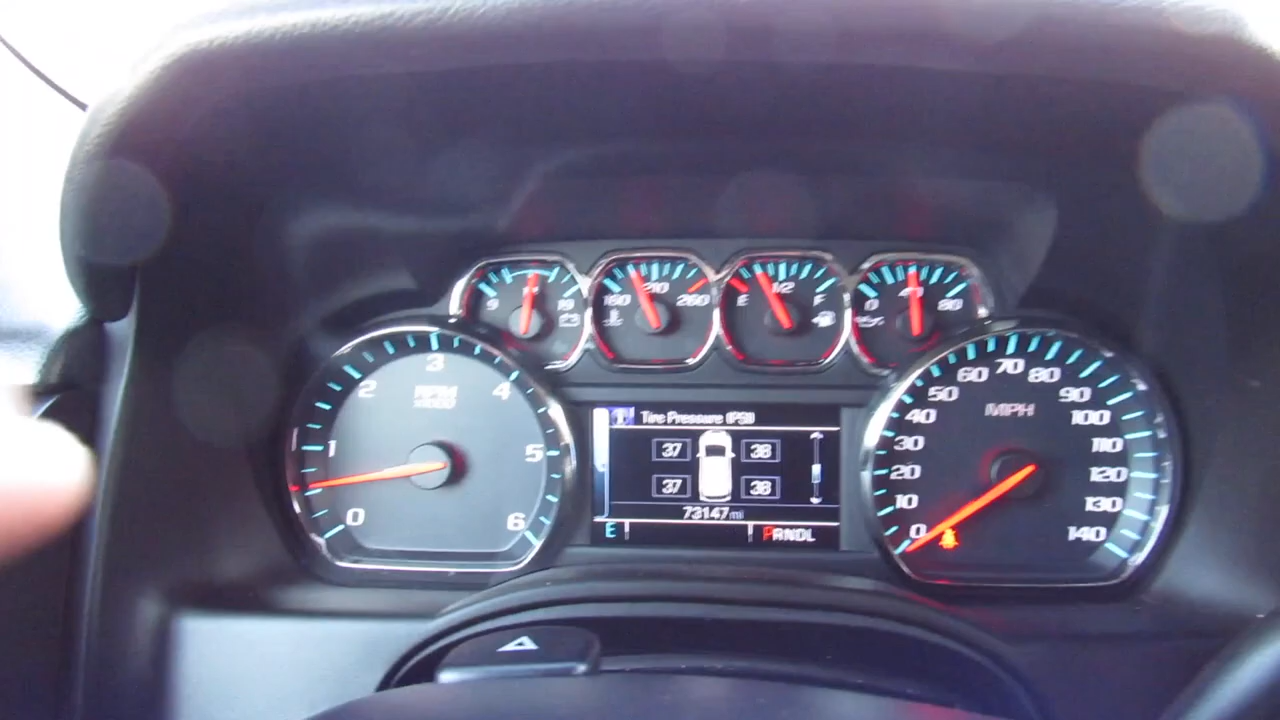 9 19
160 210 260
E 1/2 F
0 40 80
0 1 2 3 4 5 6
RPM
x1000
Tire Pressure (PSI)
37 38
37 38
73147 mi
E
PRNDL
0 10 20 30 40 50 60 70 80 90 100 110 120 130 140
MPH